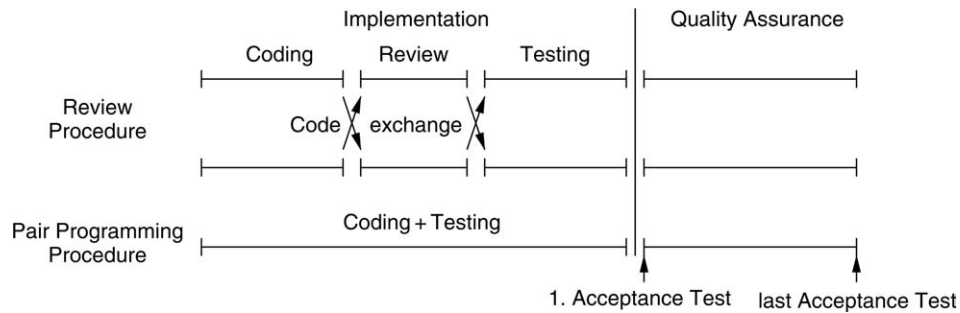 Implementation
Quality Assurance
Coding
Review
Testing
Review
Procedure
Code
exchange
Coding + Testing
Pair Programming
Procedure
1. Acceptance Test
last Acceptance Test